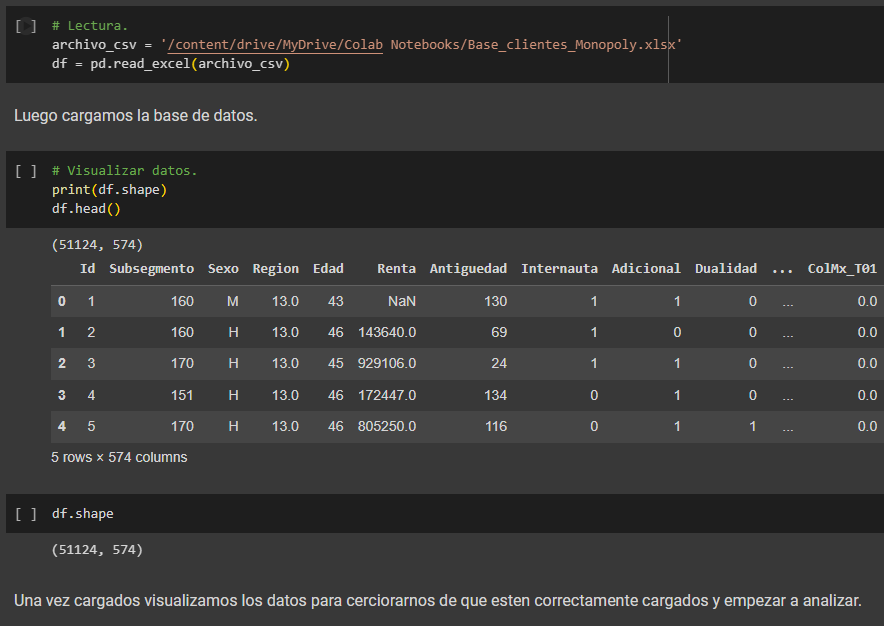 [ ] # Lectura.
archivo_csv = '/content/drive/MyDrive/Colab Notebooks/Base_clientes_Monopoly.xlsx'
df = pd.read_excel(archivo_csv)
Luego cargamos la base de datos.
[ ] # Visualizar datos.
print(df.shape)
df.head()
(51124, 574)
Id Subsegmento Sexo Region Edad Renta Antiguedad Internauta Adicional Dualidad ... ColMx_T01
0 1 160 M 13.0 43 NaN 130 1 1 0 ... 0.0
1 2 160 H 13.0 46 143640.0 69 1 0 0 ... 0.0
2 3 170 H 13.0 45 929106.0 24 1 1 0 ... 0.0
3 4 151 H 13.0 46 172447.0 134 0 1 0 ... 0.0
4 5 170 H 13.0 46 805250.0 116 0 1 1 ... 0.0
5 rows × 574 columns
[ ] df.shape
(51124, 574)
Una vez cargados visualizamos los datos para cerciorarnos de que esten correctamente cargados y empezar a analizar.